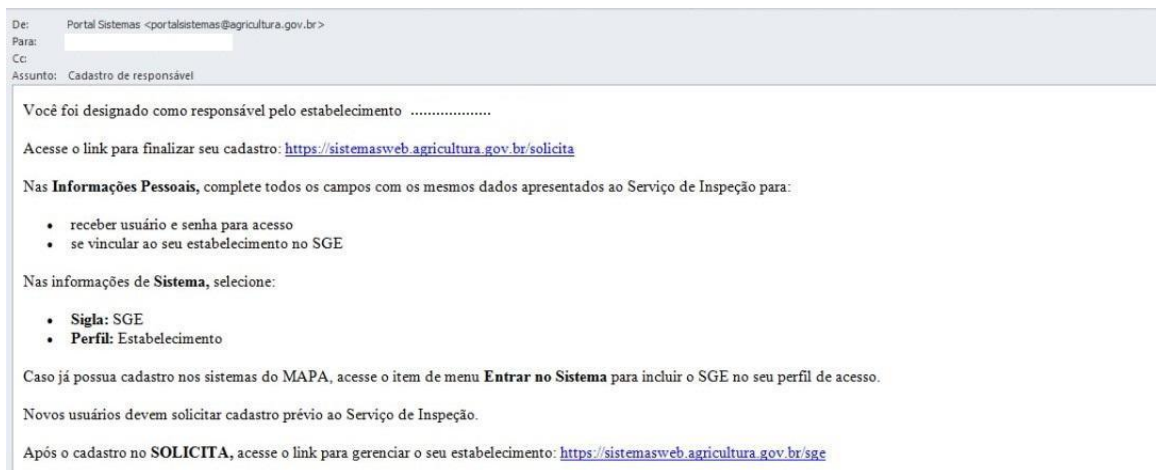 De: Portal Sistemas <portalsistemas@agricultura.gov.br>
Para:
Cc:
Assunto: Cadastro de responsável
Você foi designado como responsável pelo estabelecimento ...................
Acesse o link para finalizar seu cadastro: https://sistemasweb.agricultura.gov.br/solicita
Nas Informações Pessoais, complete todos os campos com os mesmos dados apresentados ao Serviço de Inspeção para:
• receber usuário e senha para acesso
• se vincular ao seu estabelecimento no SGE
Nas informações de Sistema, selecione:
• Sigla: SGE
• Perfil: Estabelecimento
Caso já possua cadastro nos sistemas do MAPA, acesse o item de menu Entrar no Sistema para incluir o SGE no seu perfil de acesso.
Novos usuários devem solicitar cadastro prévio ao Serviço de Inspeção.
Após o cadastro no SOLICITA, acesse o link para gerenciar o seu estabelecimento: https://sistemasweb.agricultura.gov.br/sge